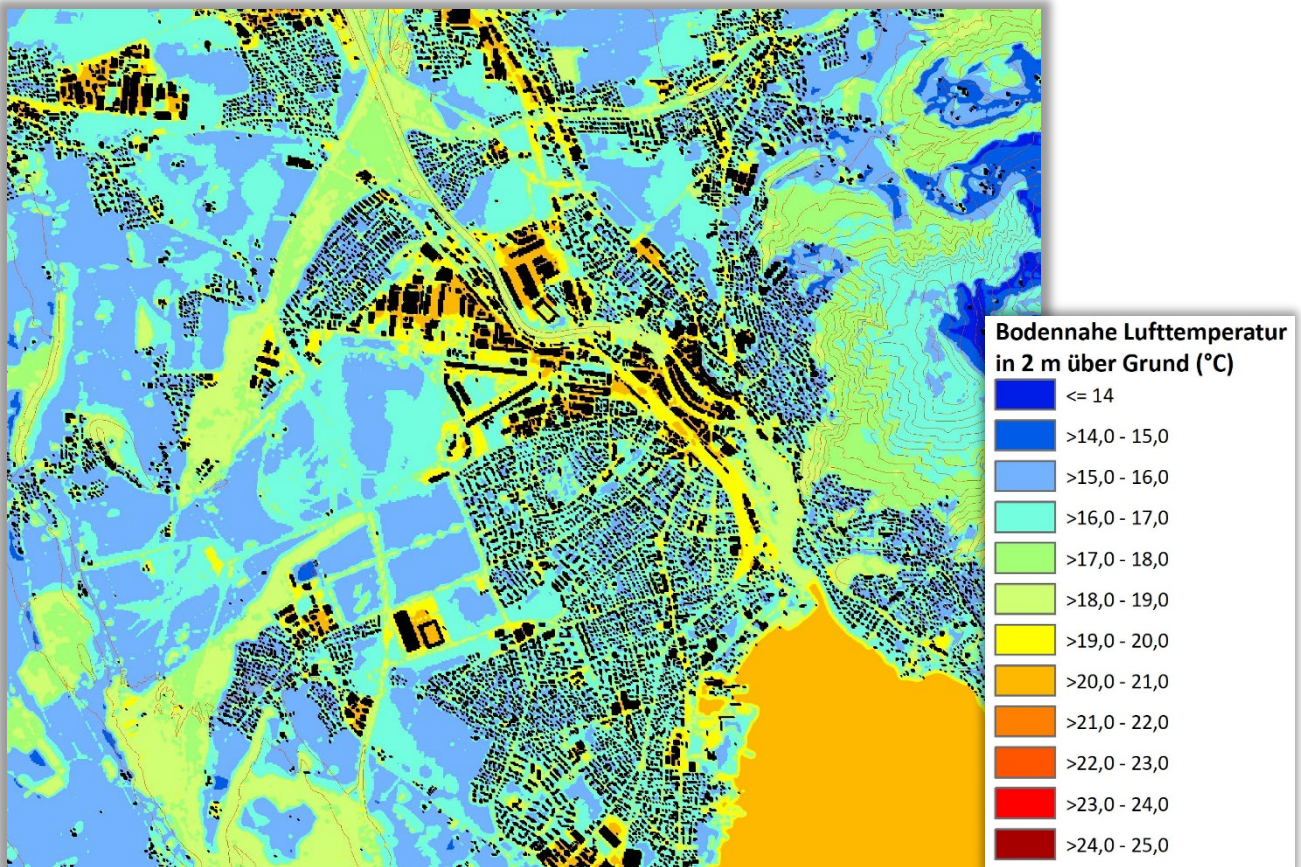 Bodennahe Lufttemperatur
in 2 m über Grund (°C)
<= 14
>14,0 - 15,0
>15,0 - 16,0
>16,0 - 17,0
>17,0 - 18,0
>18,0 - 19,0
>19,0 - 20,0
>20,0 - 21,0
>21,0 - 22,0
>22,0 - 23,0
>23,0 - 24,0
>24,0 - 25,0